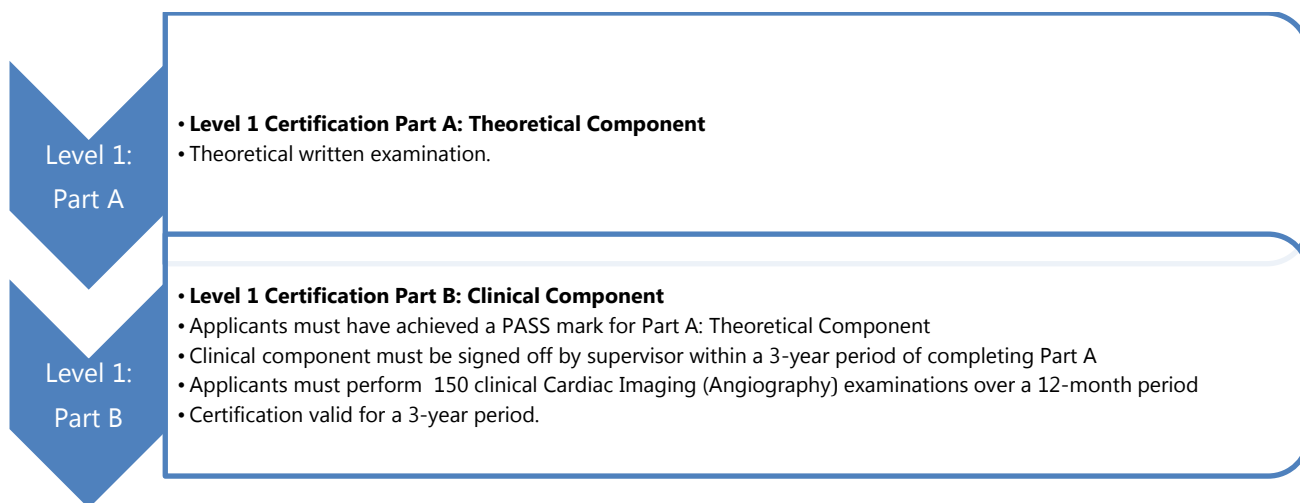 Level 1:
Part A
• Level 1 Certification Part A: Theoretical Component
• Theoretical written examination.
Level 1:
Part B
• Level 1 Certification Part B: Clinical Component
• Applicants must have achieved a PASS mark for Part A: Theoretical Component
• Clinical component must be signed off by supervisor within a 3-year period of completing Part A
• Applicants must perform  150 clinical Cardiac Imaging (Angiography) examinations over a 12-month period
• Certification valid for a 3-year period.